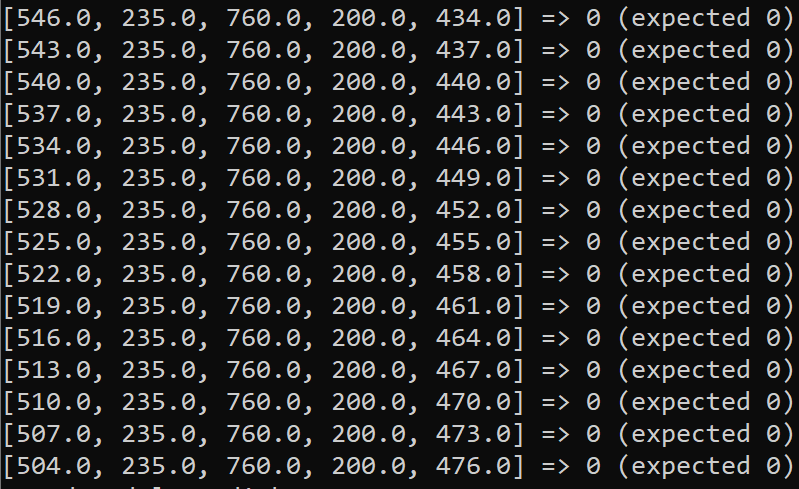 [546.0, 235.0, 760.0, 200.0, 434.0] => 0 (expected 0)
[543.0, 235.0, 760.0, 200.0, 437.0] => 0 (expected 0)
[540.0, 235.0, 760.0, 200.0, 440.0] => 0 (expected 0)
[537.0, 235.0, 760.0, 200.0, 443.0] => 0 (expected 0)
[534.0, 235.0, 760.0, 200.0, 446.0] => 0 (expected 0)
[531.0, 235.0, 760.0, 200.0, 449.0] => 0 (expected 0)
[528.0, 235.0, 760.0, 200.0, 452.0] => 0 (expected 0)
[525.0, 235.0, 760.0, 200.0, 455.0] => 0 (expected 0)
[522.0, 235.0, 760.0, 200.0, 458.0] => 0 (expected 0)
[519.0, 235.0, 760.0, 200.0, 461.0] => 0 (expected 0)
[516.0, 235.0, 760.0, 200.0, 464.0] => 0 (expected 0)
[513.0, 235.0, 760.0, 200.0, 467.0] => 0 (expected 0)
[510.0, 235.0, 760.0, 200.0, 470.0] => 0 (expected 0)
[507.0, 235.0, 760.0, 200.0, 473.0] => 0 (expected 0)
[504.0, 235.0, 760.0, 200.0, 476.0] => 0 (expected 0)